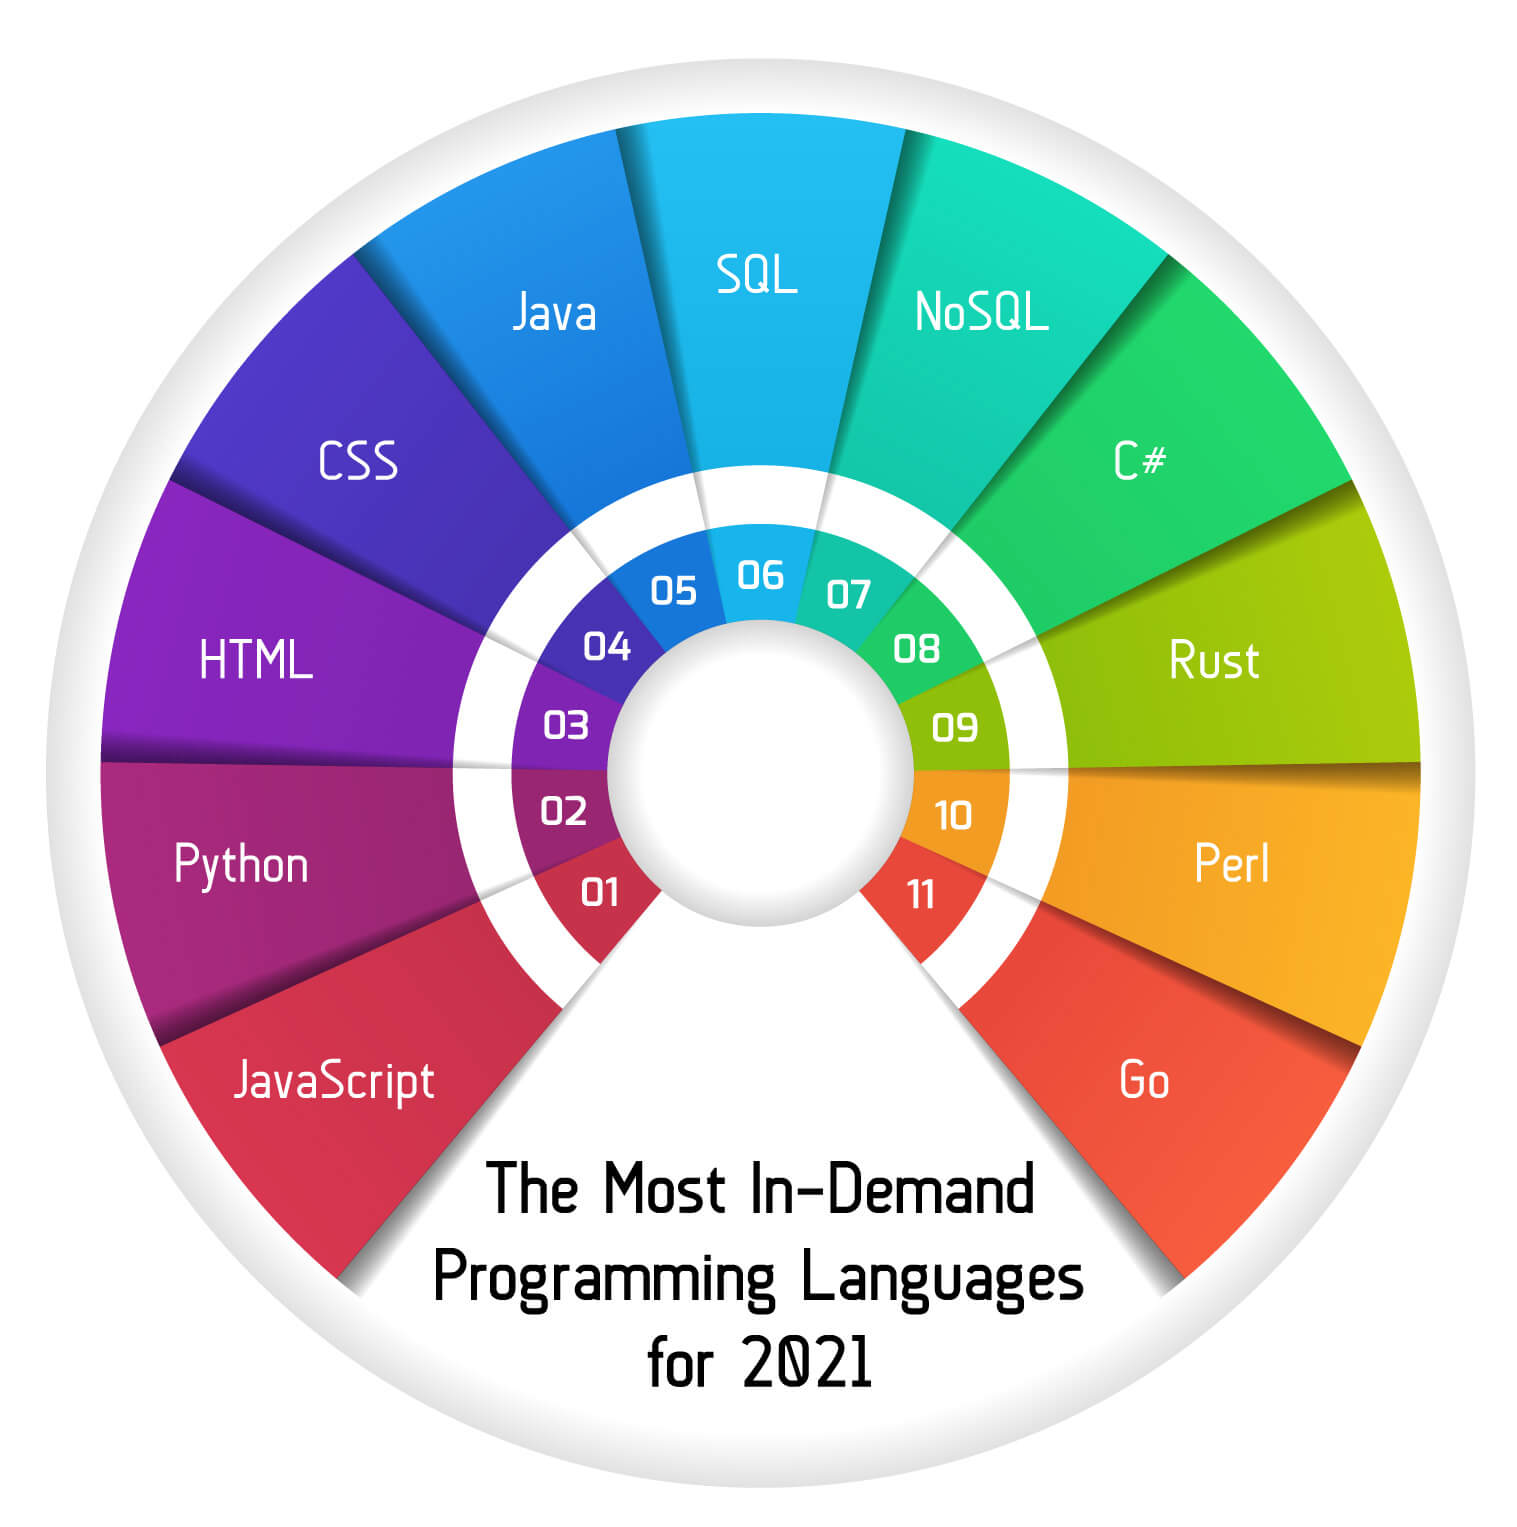 01
JavaScript
02
Python
03
HTML
04
CSS
05
Java
06
SQL
07
NoSQL
08
C#
09
Rust
10
Perl
11
Go
The Most In-Demand
Programming Languages
for 2021